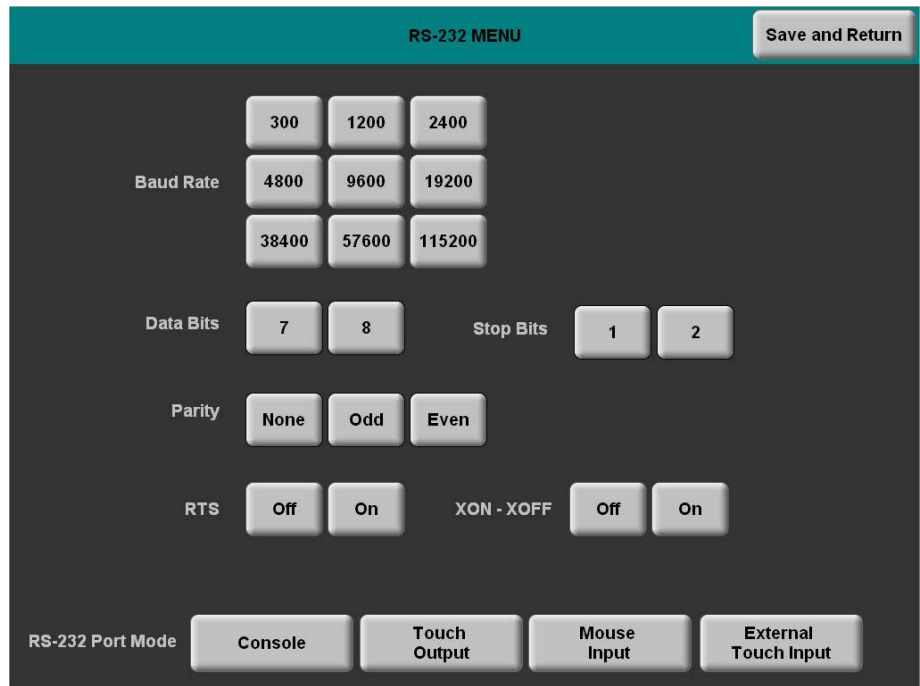 RS-232 MENU
Save and Return
300 1200 2400
Baud Rate 4800 9600 19200
38400 57600 115200
Data Bits 7 8 Stop Bits 1 2
Parity None Odd Even
RTS Off On XON - XOFF Off On
RS-232 Port Mode
Console
Touch
Output
Mouse
Input
External
Touch Input